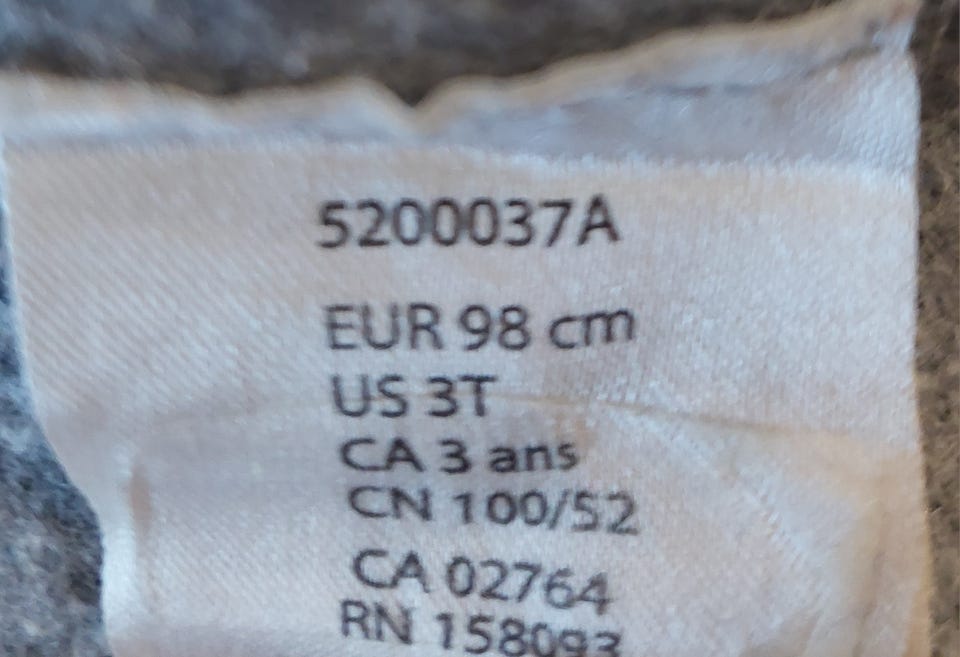 5200037A
EUR 98 cm
US 3T
CA 3 ans
CN 100/52
CA 02764
RN 158093